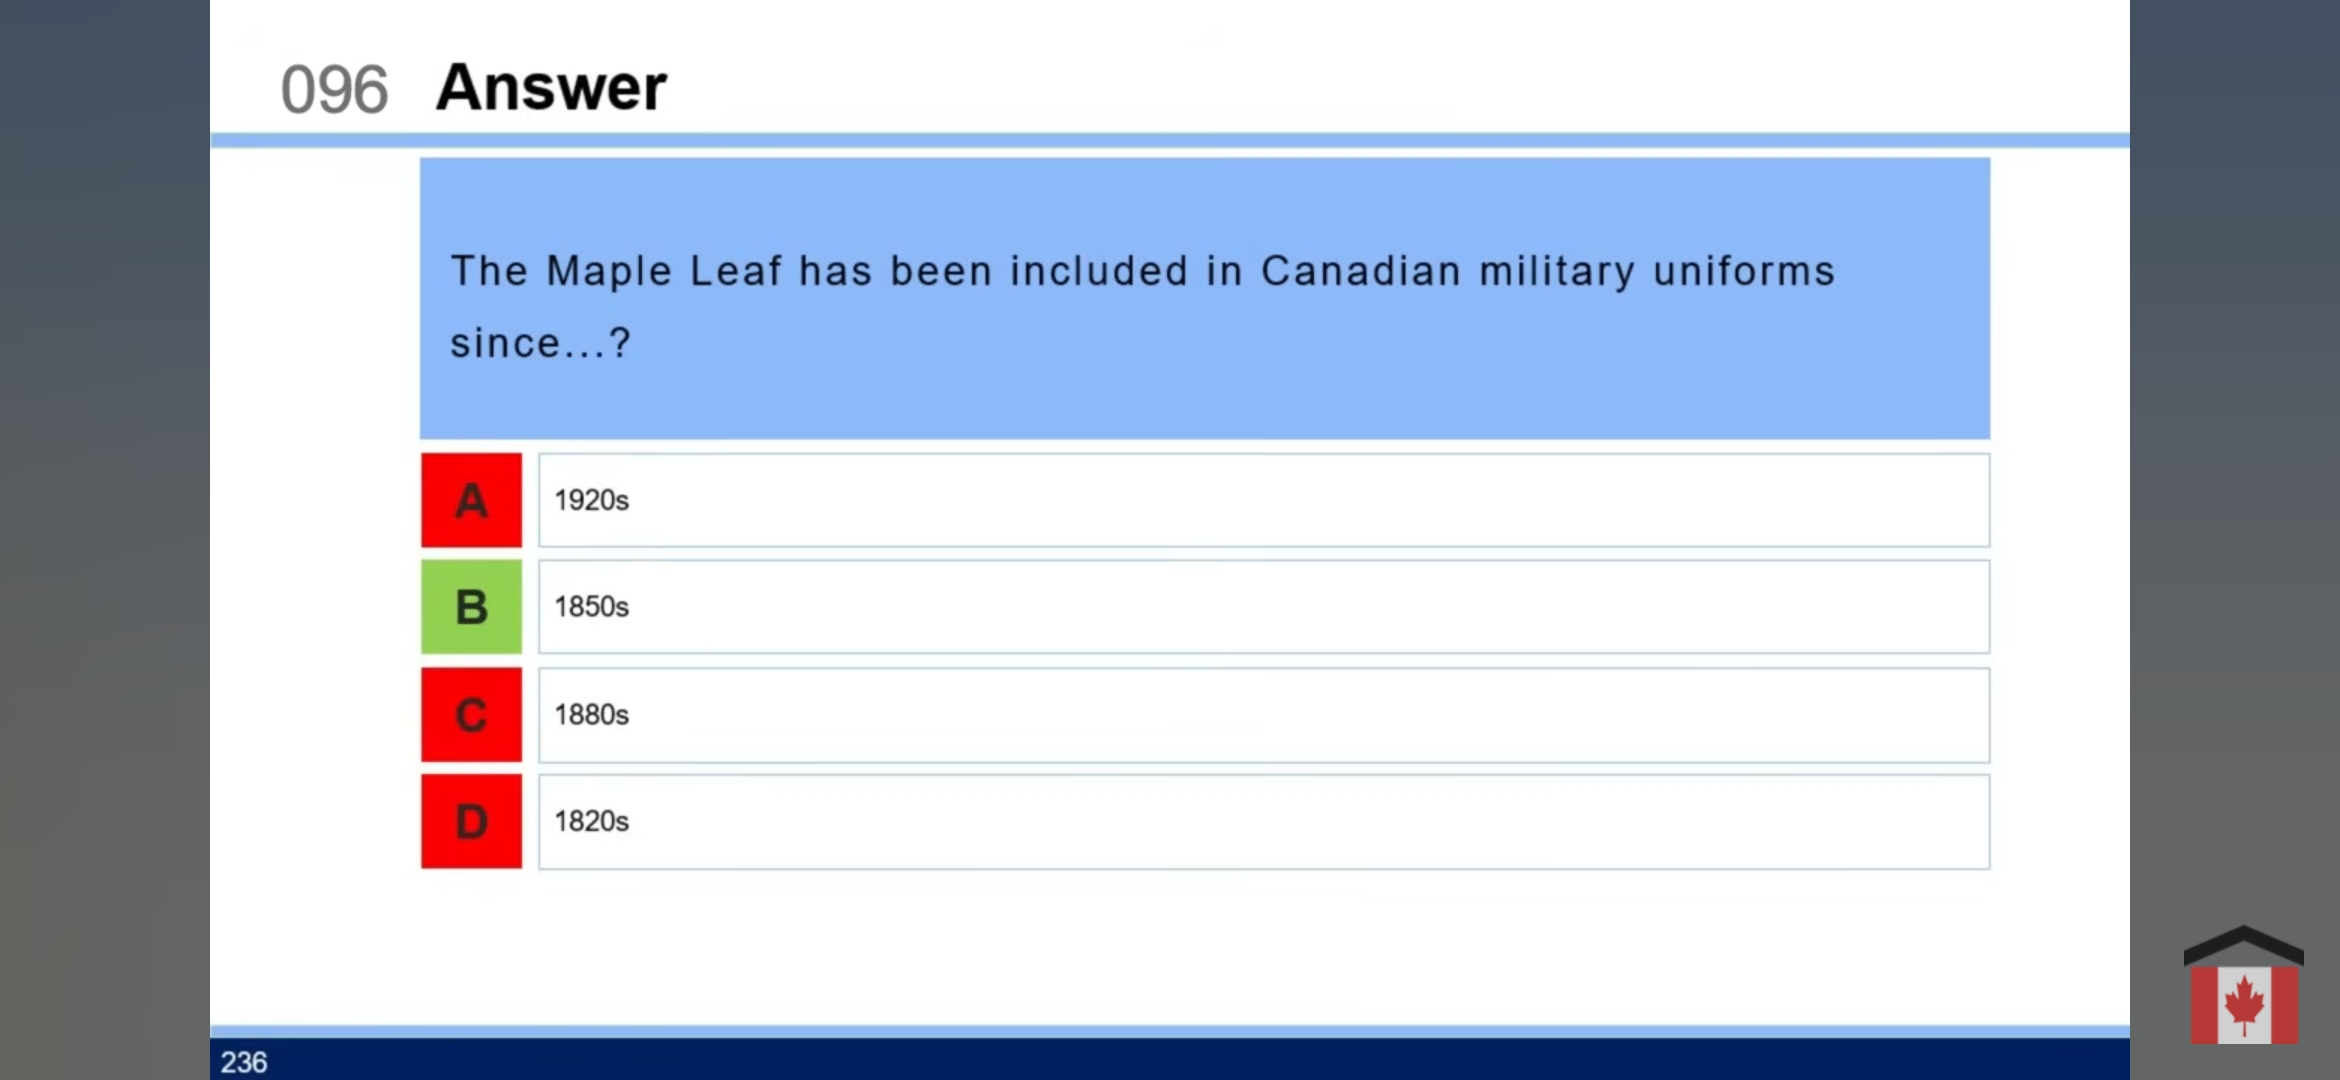 096 Answer
The Maple Leaf has been included in Canadian military uniforms
since...?
A 1920s
B 1850s
C 1880s
D 1820s
236